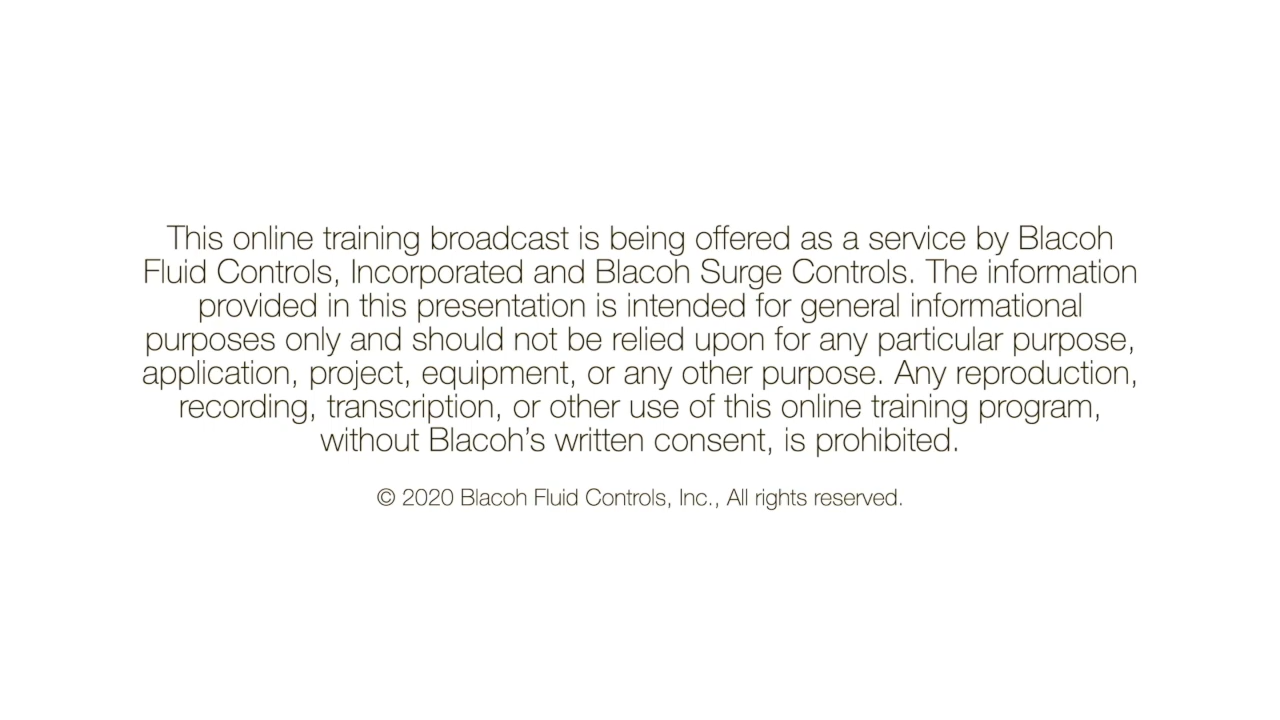 This online training broadcast is being offered as a service by Blacoh
Fluid Controls, Incorporated and Blacoh Surge Controls. The information
provided in this presentation is intended for general informational
purposes only and should not be relied upon for any particular purpose,
application, project, equipment, or any other purpose. Any reproduction,
recording, transcription, or other use of this online training program,
without Blacoh’s written consent, is prohibited.
© 2020 Blacoh Fluid Controls, Inc., All rights reserved.